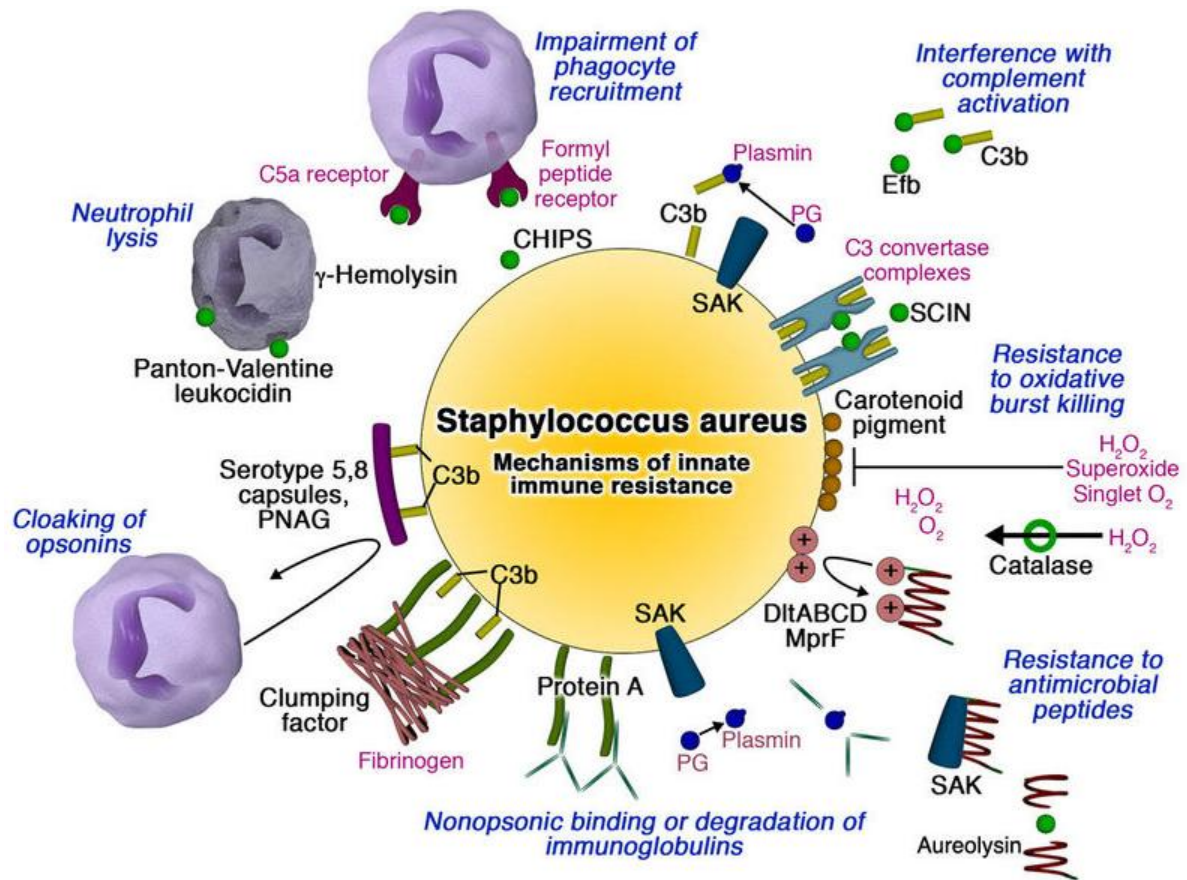 Impairment of
phagocyte
recruitment
Interference with
complement
activation
C3b
Efb
C5a receptor
Formyl
peptide
receptor
Plasmin
PG
C3b
SAK
Neutrophil
lysis
γ-Hemolysin
Panton-Valentine
leukocidin
CHIPS
C3 convertase
complexes
SCIN
Resistance
to oxidative
burst killing
Carotenoid
pigment
H₂O₂
Superoxide
Singlet O₂
H₂O₂
O₂
H₂O₂
Catalase
Staphylococcus aureus
Mechanisms of innate
immune resistance
Serotype 5,8
capsules,
PNAG
C3b
Cloaking of
opsonins
C3b
Clumping
factor
Fibrinogen
Protein A
SAK
PG
Plasmin
+
+
+
+
DltABCD
MprF
Resistance to
antimicrobial
peptides
SAK
Aureolysin
Nonopsonic binding or degradation of
immunoglobulins